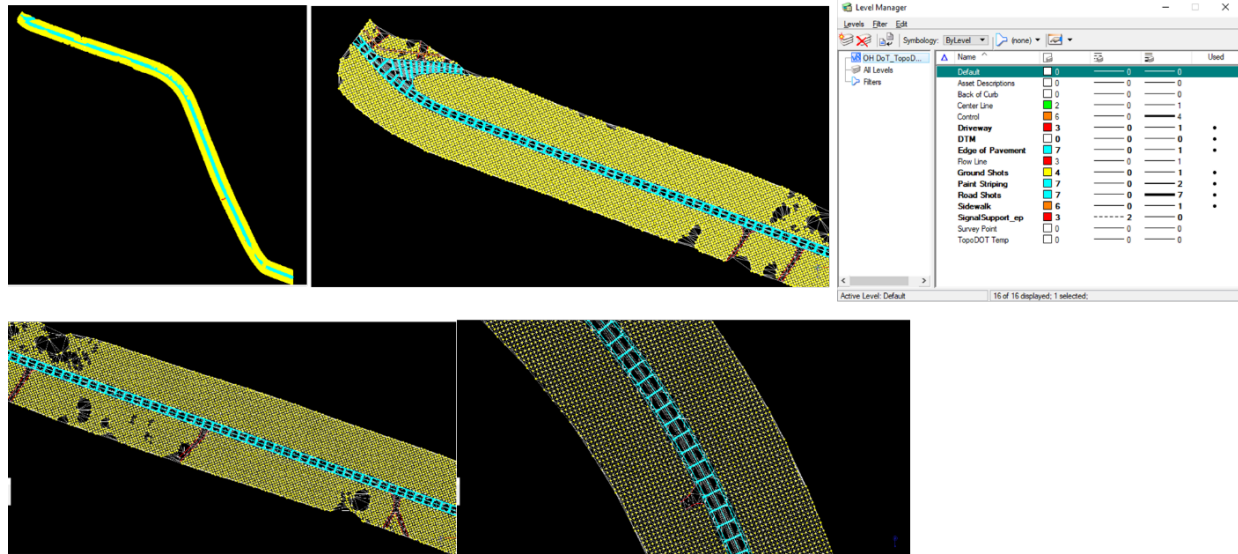 Level Manager
Levels Filter Edit
Symbology: ByLevel (none)
OH DoT_TopoD...
All Levels
Filters
Name Used
Default 0 0 0
Asset Descriptions 0 0 0
Back of Curb 0 0 0
Center Line 2 0 1
Control 6 0 4
Driveway 3 0 1
DTM 0 0 0
Edge of Pavement 7 0 1
Flow Line 3 0 1
Ground Shots 4 0 1
Paint Striping 7 0 2
Road Shots 7 0 7
Sidewalk 6 0 1
SignalSupport_ep 3 2 0
Survey Point 0 0 0
TopoDOT Temp 0 0 0
Active Level: Default 16 of 16 displayed; 1 selected;